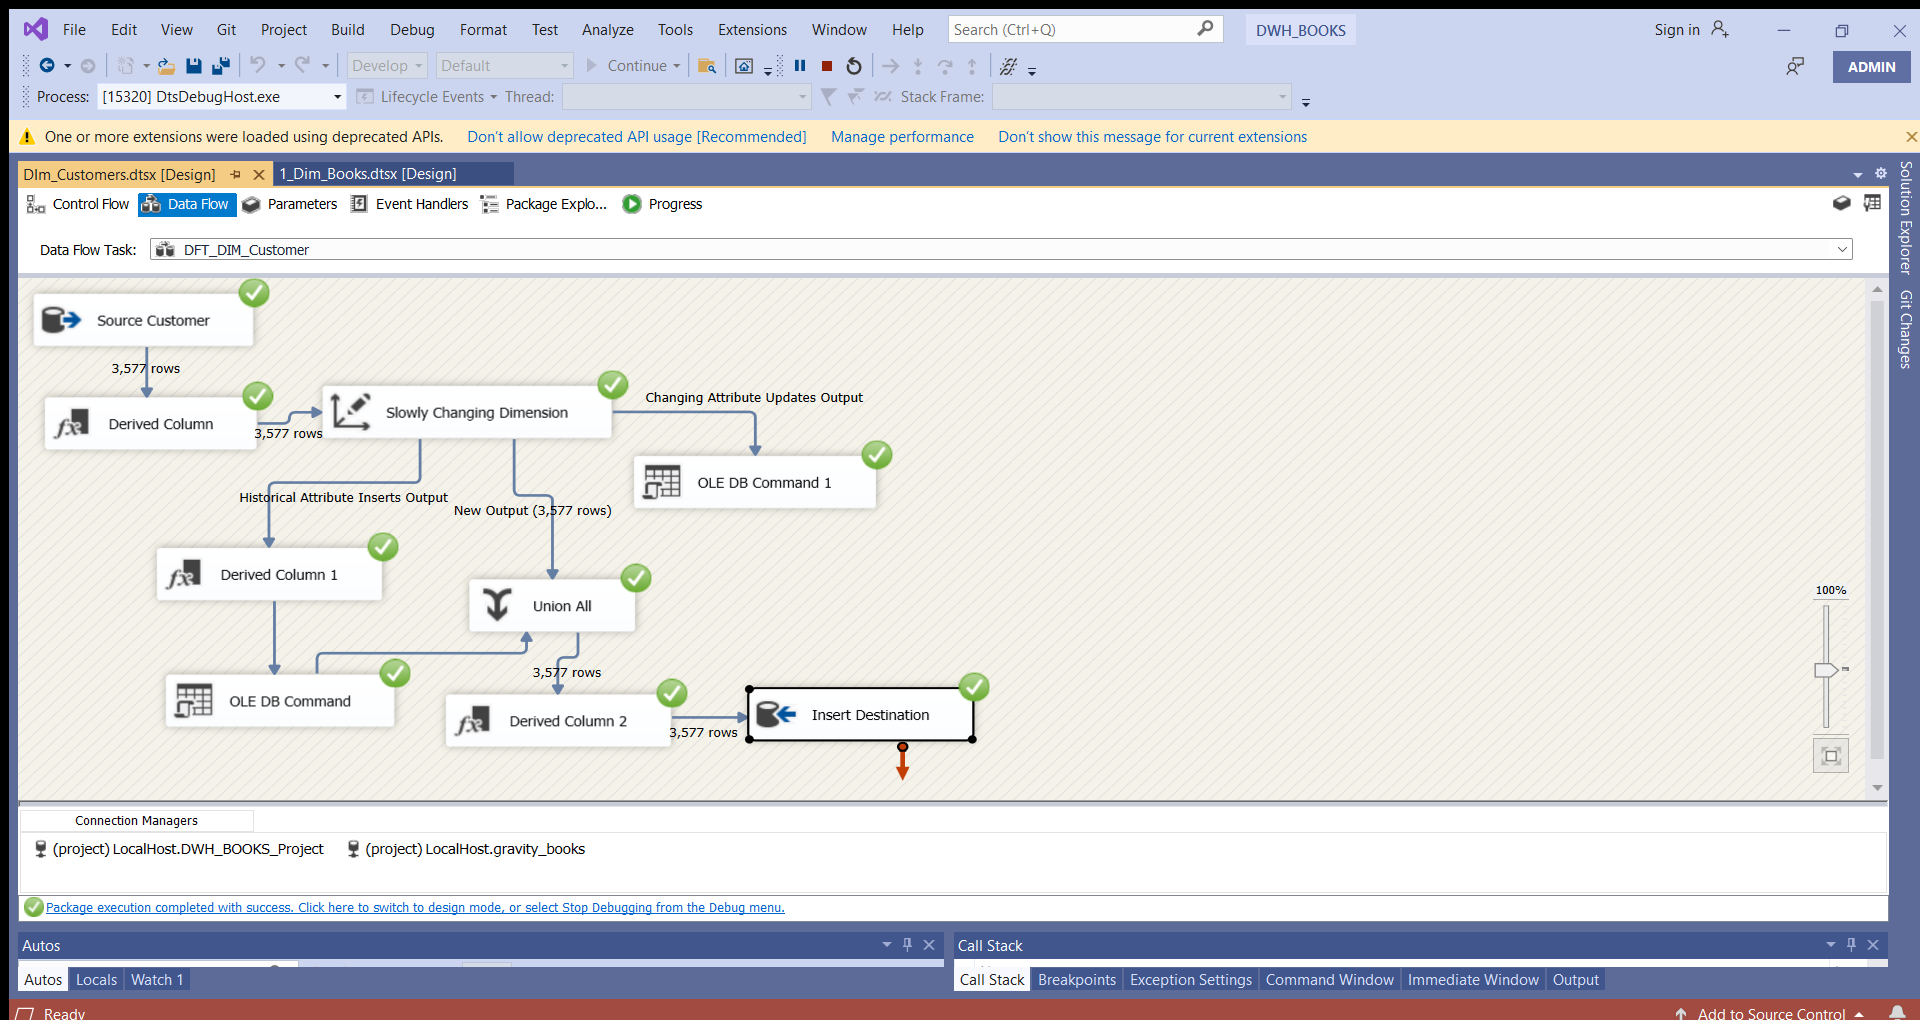 File Edit View Git Project Build Debug Format Test Analyze Tools Extensions Window Help Search (Ctrl+Q) DWH_BOOKS Sign in
Develop Default Continue ADMIN
Process: [15320] DtsDebugHost.exe Lifecycle Events Thread: Stack Frame:
One or more extensions were loaded using deprecated APIs. Don't allow deprecated API usage [Recommended] Manage performance Don't show this message for current extensions
DIm_Customers.dtsx [Design] 1_Dim_Books.dtsx [Design]
Control Flow Data Flow Parameters Event Handlers Package Explo... Progress
Data Flow Task: DFT_DIM_Customer
Solution Explorer
Git Changes
Source Customer
3,577 rows
Derived Column
3,577 rows
Slowly Changing Dimension
Changing Attribute Updates Output
OLE DB Command 1
Historical Attribute Inserts Output
New Output (3,577 rows)
Derived Column 1
Union All
100%
OLE DB Command
3,577 rows
Derived Column 2
3,577 rows
Insert Destination
Connection Managers
(project) LocalHost.DWH_BOOKS_Project (project) LocalHost.gravity_books
Package execution completed with success. Click here to switch to design mode, or select Stop Debugging from the Debug menu.
Autos
Autos Locals Watch 1
Call Stack
Call Stack Breakpoints Exception Settings Command Window Immediate Window Output
Ready Add to Source Control